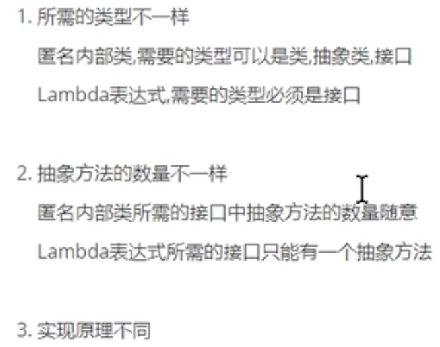 1. 所需的类型不一样
匿名内部类,需要的类型可以是类,抽象类,接口
Lambda表达式,需要的类型必须是接口
2. 抽象方法的数量不一样
匿名内部类所需的接口中抽象方法的数量随意
Lambda表达式所需的接口只能有一个抽象方法
3. 实现原理不同